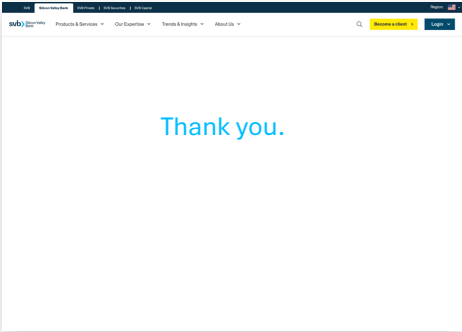 SVB Silicon Valley Bank SVB Private SVB Securities SVB Capital Region:
svb Silicon Valley Bank Products & Services Our Expertise Trends & Insights About Us Become a client Login
Thank you.